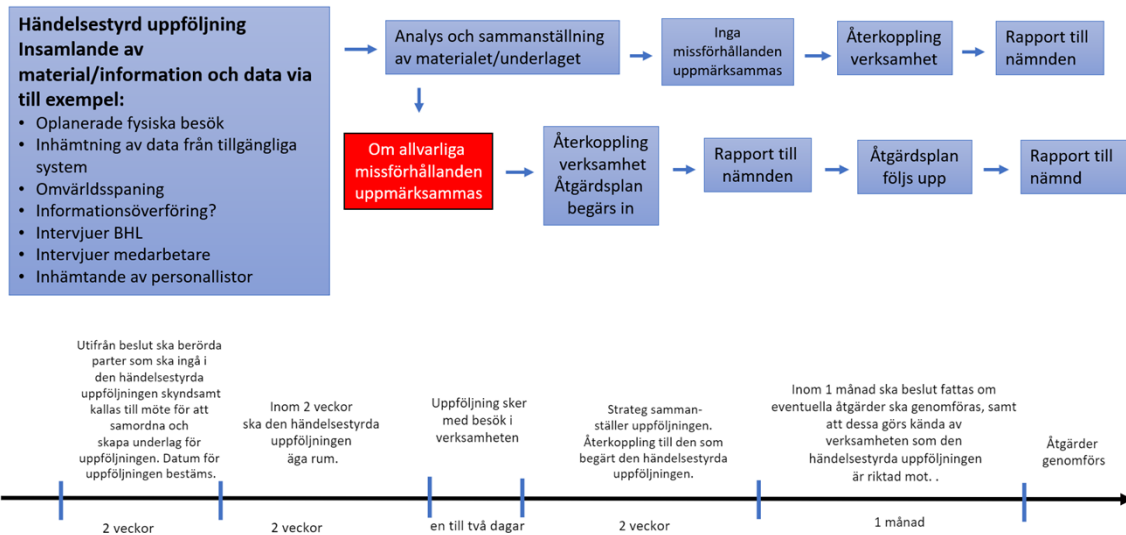 Händelsestyrd uppföljning
Insamlande av
material/information och data via
till exempel:
• Oplanerade fysiska besök
• Inhämtning av data från tillgängliga
system
• Omvärldsspaning
• Informationsöverföring?
• Intervjuer BHL
• Intervjuer medarbetare
• Inhämtande av personallistor
Analys och sammanställning
av materialet/underlaget
Inga
missförhållanden
uppmärksammas
Återkoppling
verksamhet
Rapport till
nämnden
Om allvarliga
missförhållanden
uppmärksammas
Återkoppling
verksamhet
Åtgärdsplan
begärs in
Rapport till
nämnden
Åtgärdsplan
följs upp
Rapport till
nämnd
Utifrån beslut ska berörda
parter som ska ingå i
den händelsestyrda
uppföljningen skyndsamt
kallas till möte för att
samordna och
skapa underlag för
uppföljningen. Datum för
uppföljningen bestäms.
Inom 2 veckor
ska den händelsestyrda
uppföljningen
äga rum.
Uppföljning sker
med besök i
verksamheten
Strateg samman-
ställer uppföljningen.
Återkoppling till den som
begärt den händelsestyrda
uppföljningen.
Inom 1 månad ska beslut fattas om
eventuella åtgärder ska genomföras, samt
att dessa görs kända av
verksamheten som den
händelsestyrda uppföljningen
är riktad mot. .
Åtgärder
genomförs
2 veckor
2 veckor
en till två dagar
2 veckor
1 månad